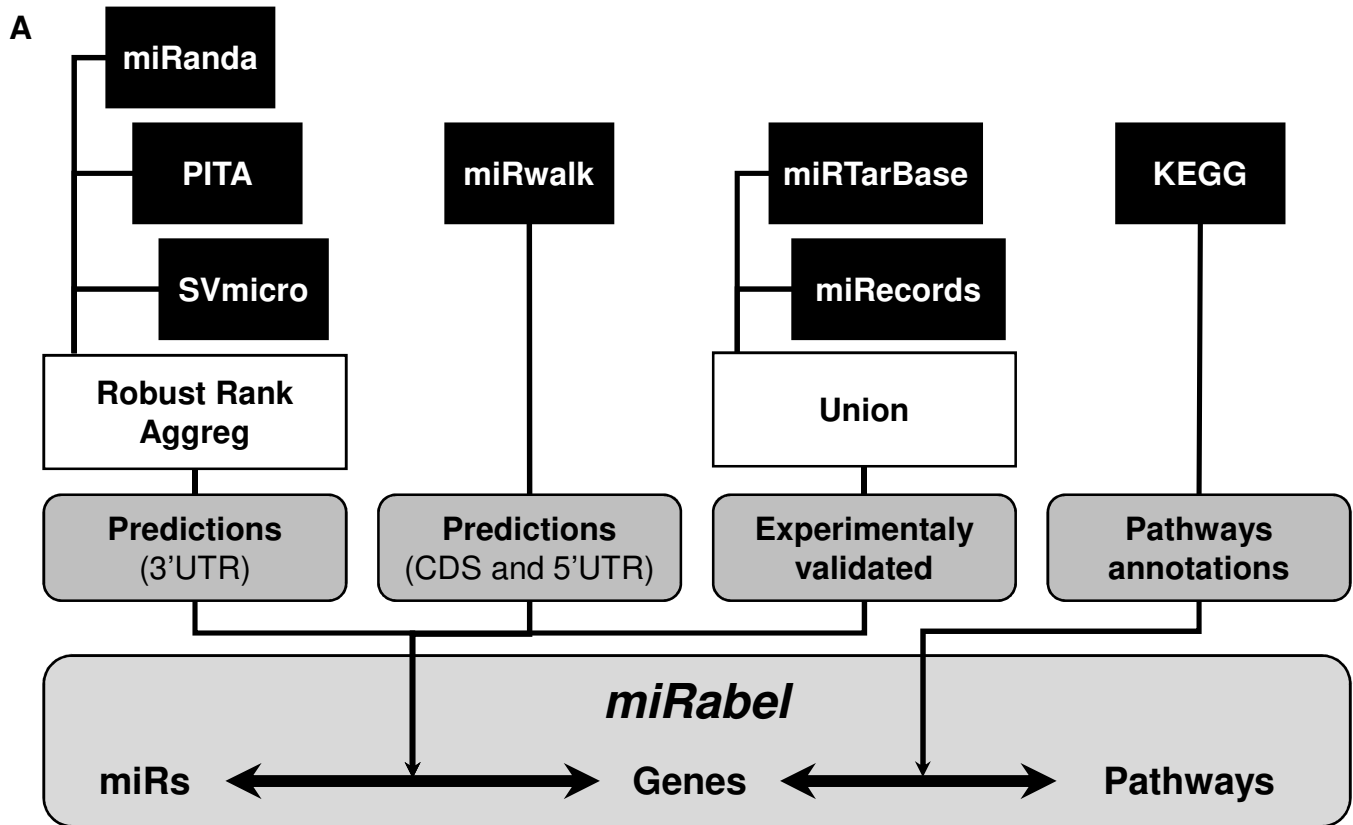 A
miRanda
PITA
SVmicro
miRwalk
miRTarBase
miRecords
KEGG
Robust Rank
Aggreg
Union
Predictions
(3'UTR)
Predictions
(CDS and 5'UTR)
Experimentaly
validated
Pathways
annotations
miRabel
miRs
Genes
Pathways